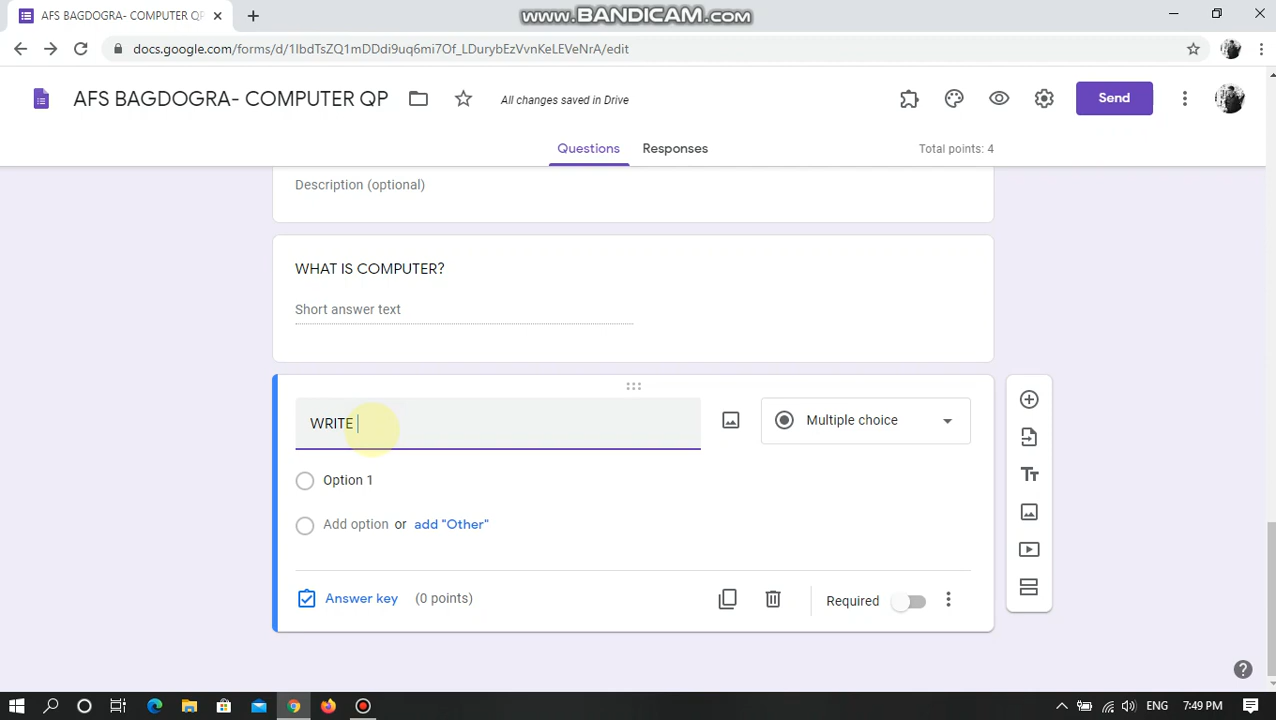 AFS BAGDOGRA- COMPUTER QP
www.BANDICAM.com
docs.google.com/forms/d/1lbdTsZQ1mDDdi9uq6mi7Of_LDurybEzVvnKeLEVeNrA/edit
AFS BAGDOGRA- COMPUTER QP
All changes saved in Drive
Send
Questions
Responses
Total points: 4
Description (optional)
WHAT IS COMPUTER?
Short answer text
WRITE
Multiple choice
Option 1
Add option or add "Other"
Answer key (0 points)
Required
ENG
7:49 PM